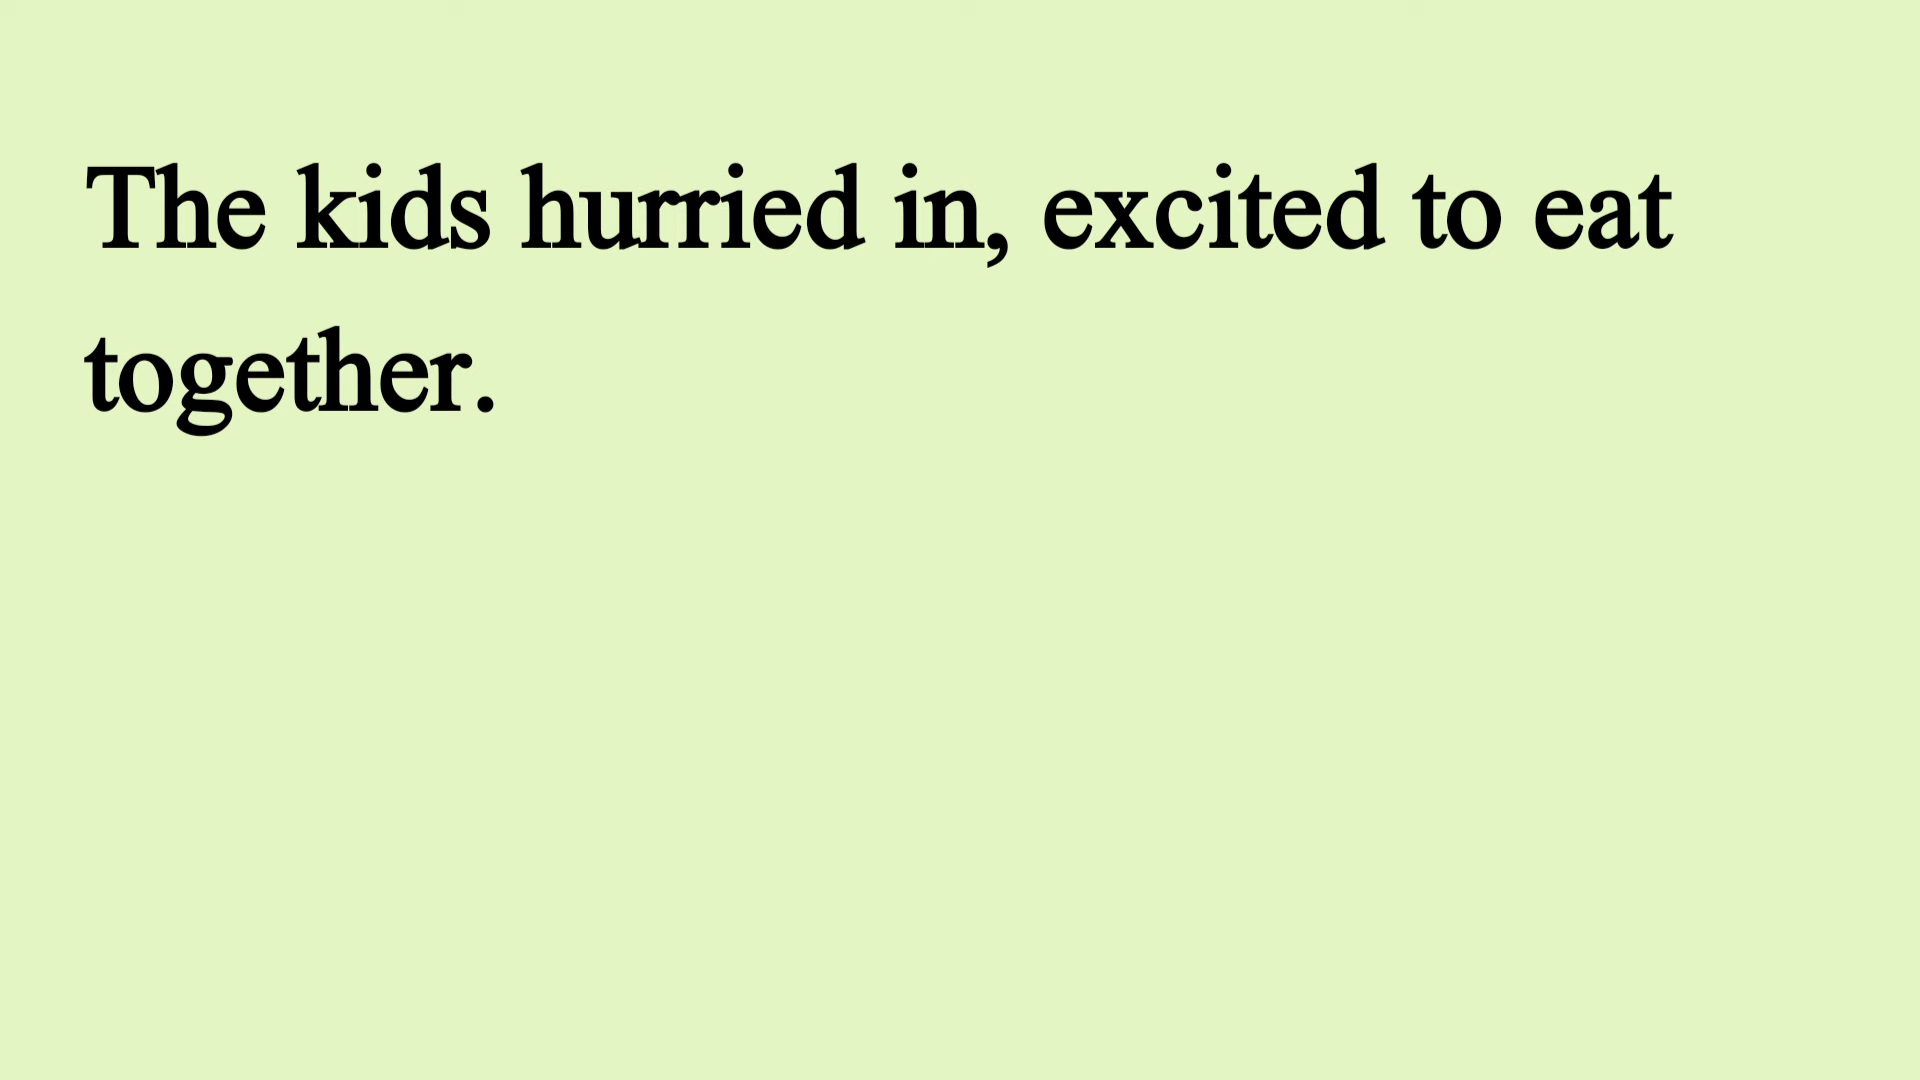 The kids hurried in, excited to eat
together.